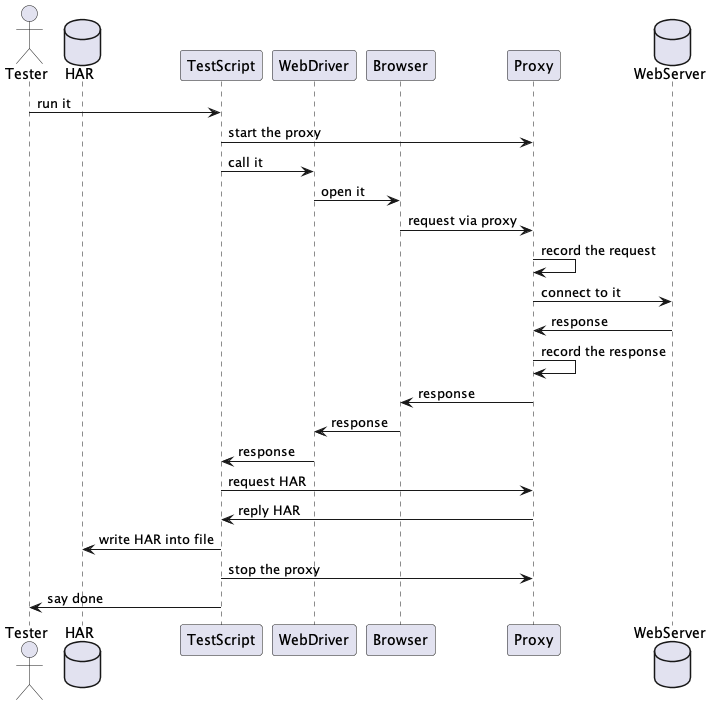 Tester
HAR
TestScript
WebDriver
Browser
Proxy
WebServer
run it
start the proxy
call it
open it
request via proxy
record the request
connect to it
response
record the response
response
response
response
request HAR
reply HAR
write HAR into file
stop the proxy
say done
Tester
HAR
TestScript
WebDriver
Browser
Proxy
WebServer